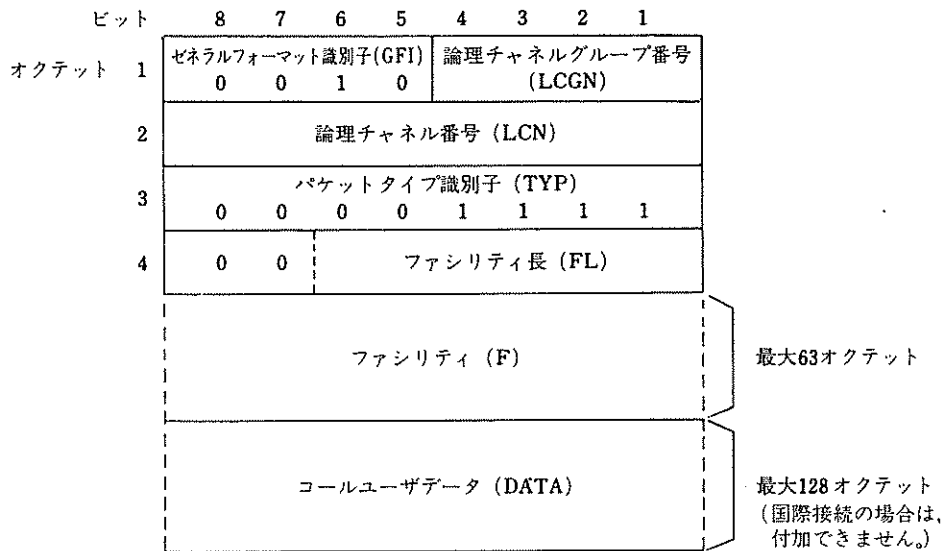 ビット 8 7 6 5 4 3 2 1
オクテット 1 ゼネラルフォーマット識別子(GFI) 論理チャネルグループ番号
0 0 1 0 (LCGN)
2 論理チャネル番号 (LCN)
3 パケットタイプ識別子 (TYP)
0 0 0 0 1 1 1 1
4 0 0 ファシリティ長 (FL)
ファシリティ (F) 最大63オクテット
コールユーザデータ (DATA) 最大128オクテット
(国際接続の場合は、
付加できません。)